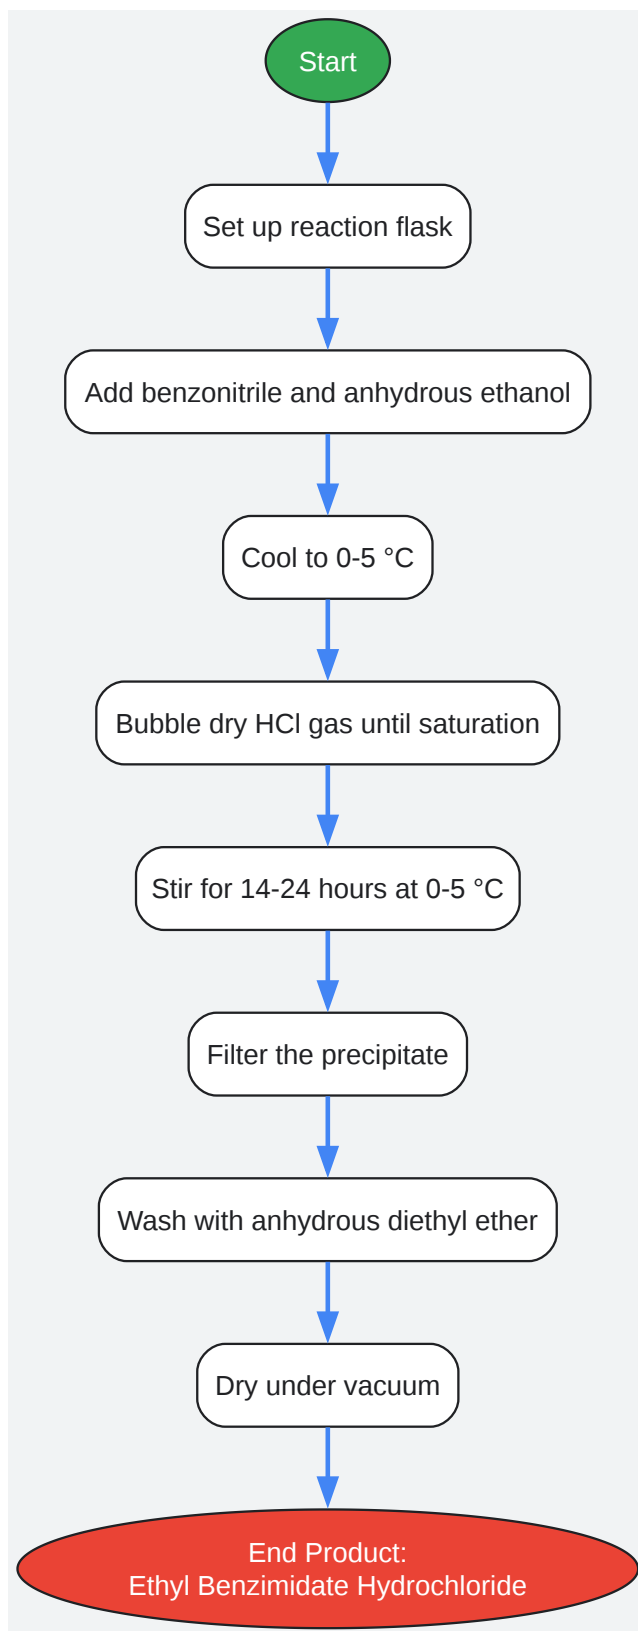 Start
Set up reaction flask
Add benzonitrile and anhydrous ethanol
Cool to 0-5 °C
Bubble dry HCl gas until saturation
Stir for 14-24 hours at 0-5 °C
Filter the precipitate
Wash with anhydrous diethyl ether
Dry under vacuum
End Product:
Ethyl Benzimidate Hydrochloride